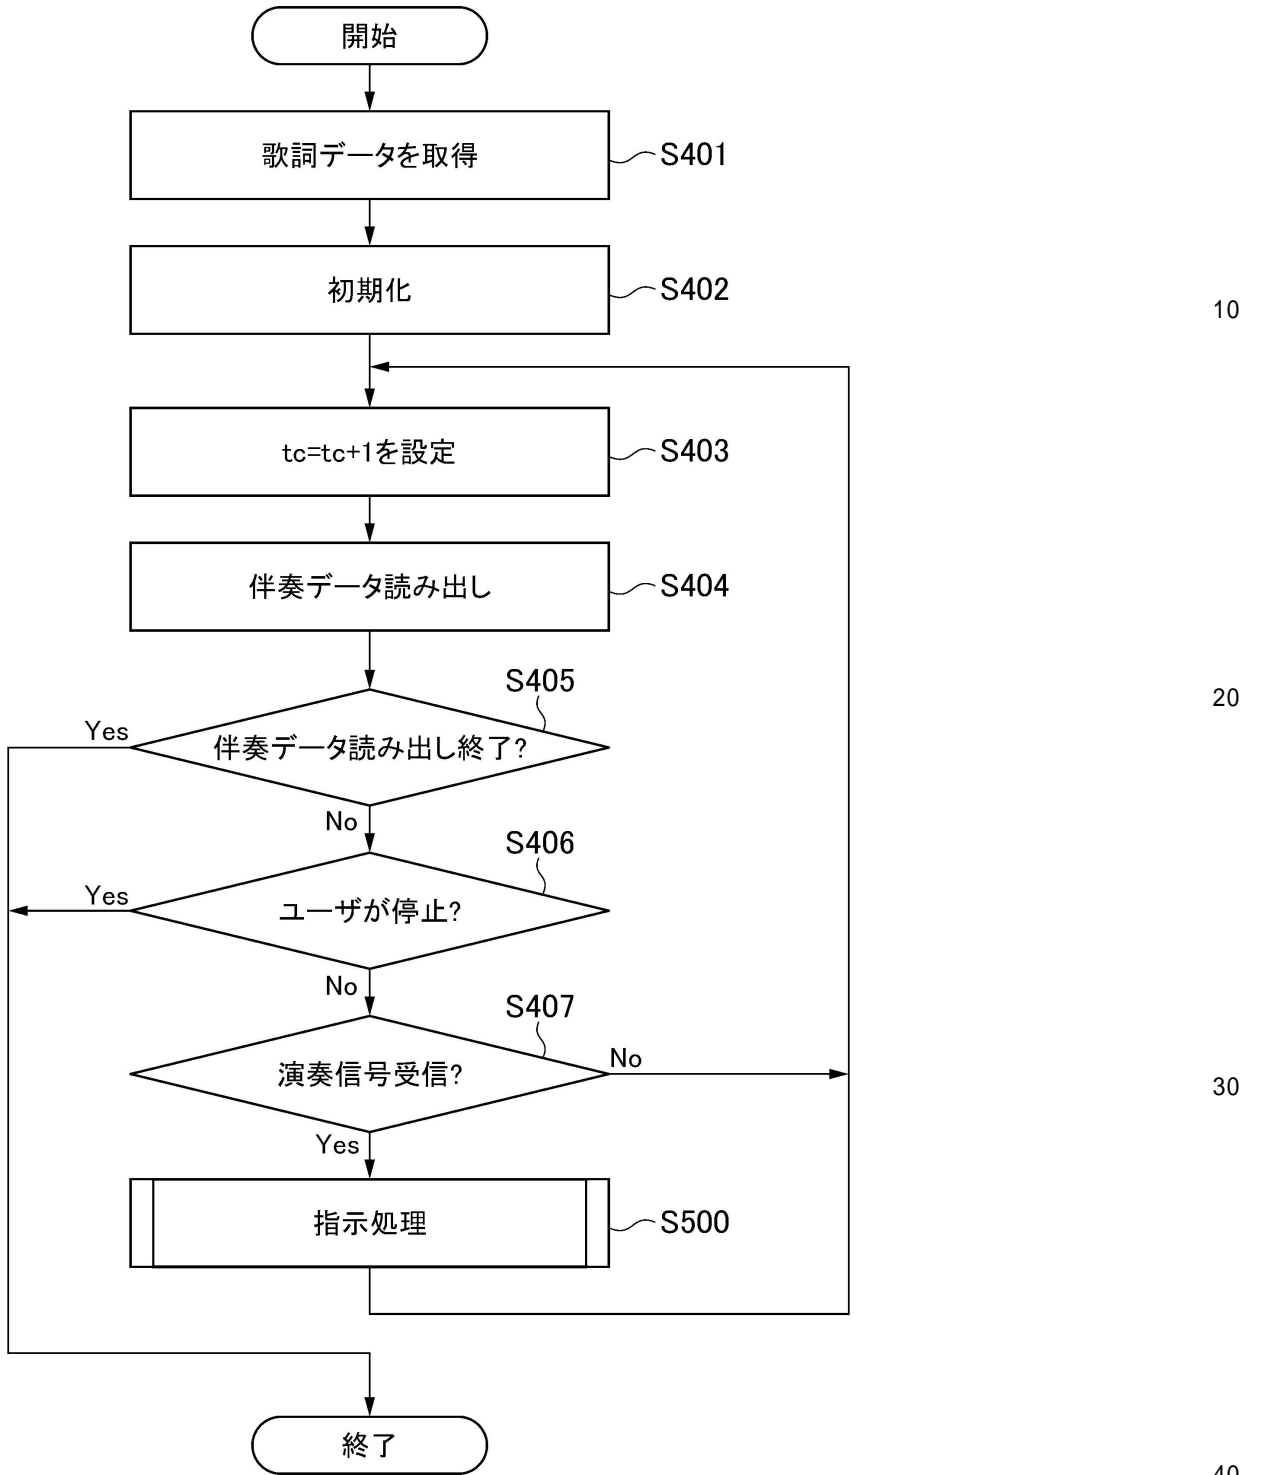 開始
歌詞データを取得
S401
初期化
S402
10
tc=tc+1を設定
S403
伴奏データ読み出し
S404
S405
20
Yes
伴奏データ読み出し終了?
No
S406
Yes
ユーザが停止?
No
S407
演奏信号受信?
No
30
Yes
指示処理
S500
終了
40